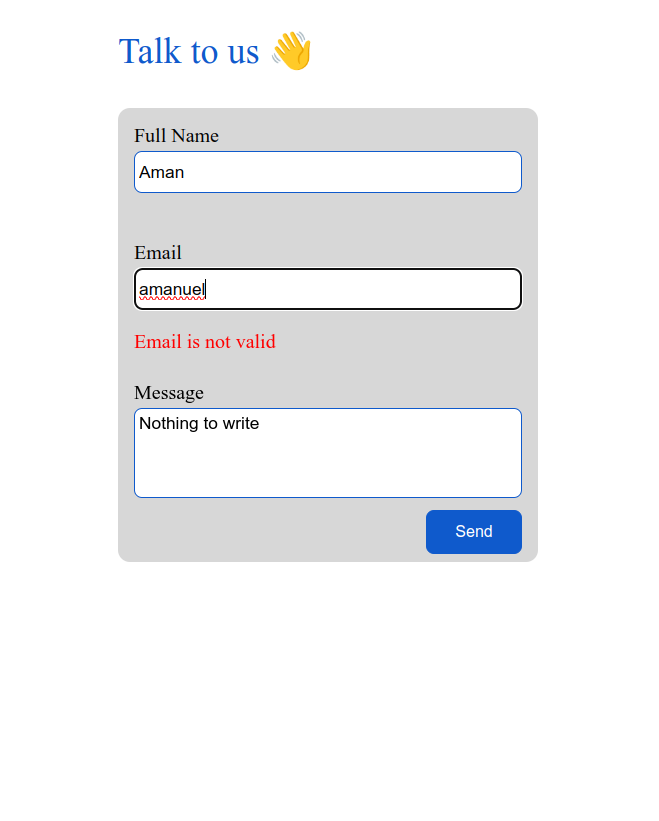 Talk to us 👋
Full Name
Aman
Email
amanuel
Email is not valid
Message
Nothing to write
Send